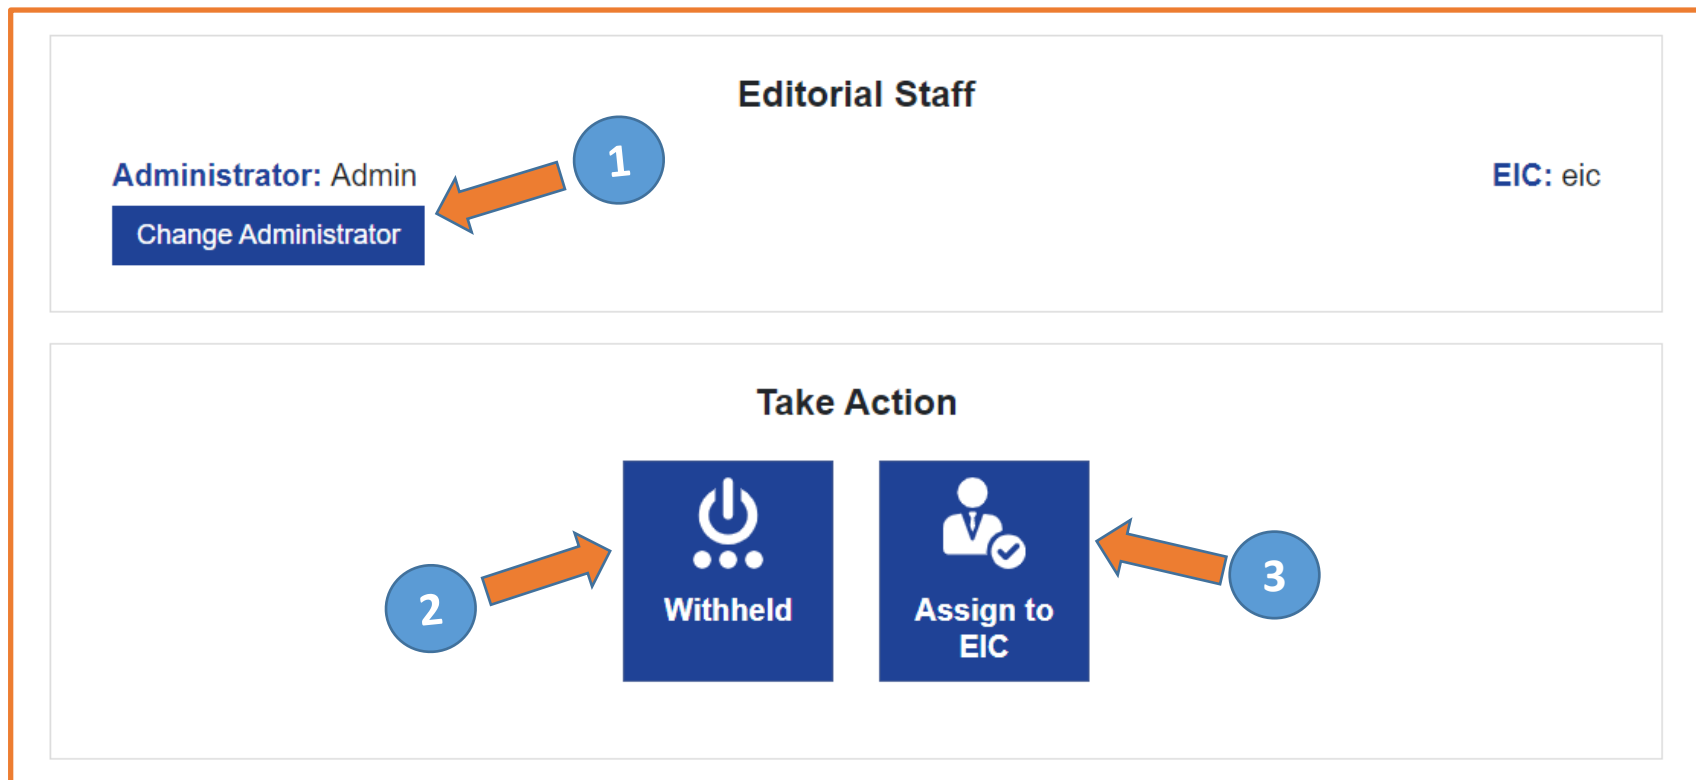 Editorial Staff
1
Administrator: Admin
EIC: eic
Change Administrator
Take Action
2
Withheld
Assign to
EIC
3